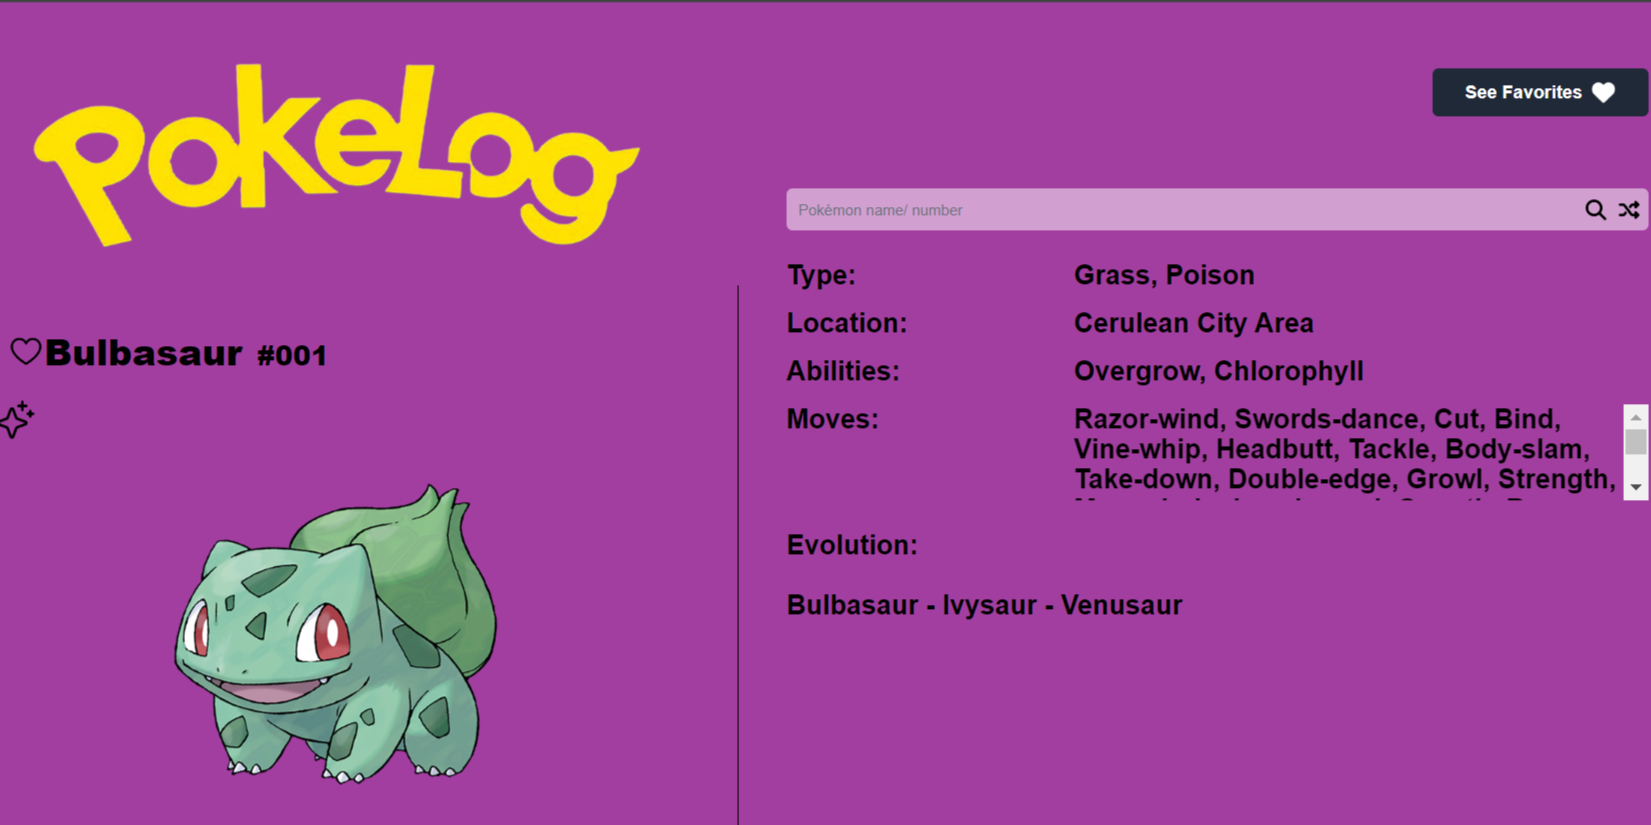 PokeLog
See Favorites
Pokémon name/ number
Bulbasaur #001
Type: Grass, Poison
Location: Cerulean City Area
Abilities: Overgrow, Chlorophyll
Moves: Razor-wind, Swords-dance, Cut, Bind,
Vine-whip, Headbutt, Tackle, Body-slam,
Take-down, Double-edge, Growl, Strength,
Evolution:
Bulbasaur - Ivysaur - Venusaur